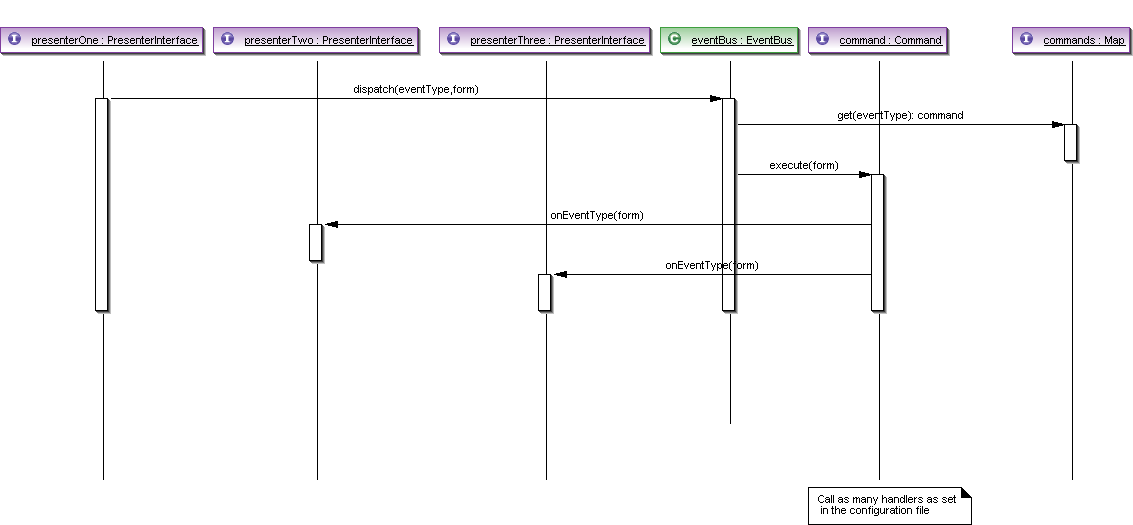 I presenterOne : PresenterInterface
I presenterTwo : PresenterInterface
I presenterThree : PresenterInterface
C eventBus : EventBus
I command : Command
I commands : Map
dispatch(eventType,form)
get(eventType): command
execute(form)
onEventType(form)
onEventType(form)
Call as many handlers as set
in the configuration file